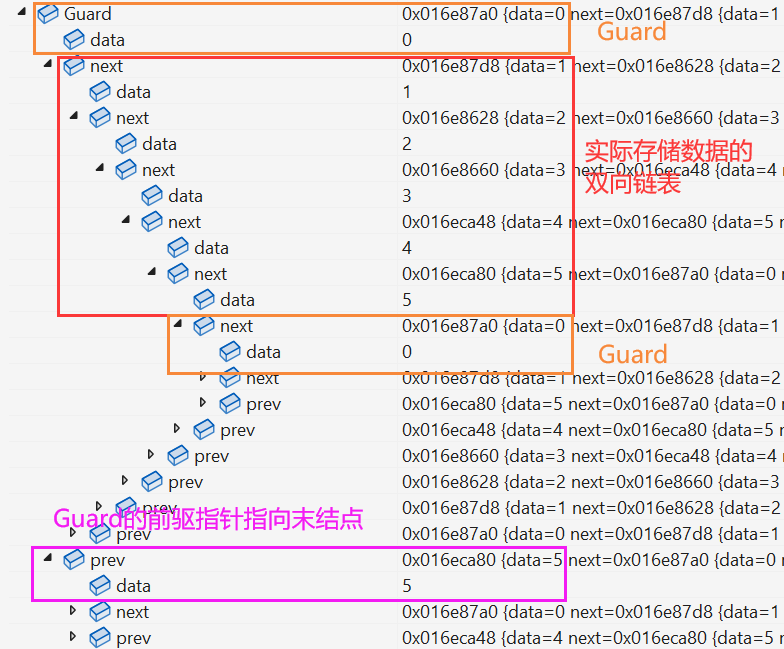 Guard 0x016e87a0 {data=0 next=0x016e87d8 {data=1
Guard
data 0
next 0x016e87d8 {data=1 next=0x016e8628 {data=2
data 1
next 0x016e8628 {data=2 next=0x016e8660 {data=3
data 2
实际存储数据的
双向链表
next 0x016e8660 {data=3 next=0x016eca48 {data=4
data 3
next 0x016eca48 {data=4 next=0x016eca80 {data=5
data 4
next 0x016eca80 {data=5 next=0x016e87a0 {data=0
data 5
next 0x016e87a0 {data=0 next=0x016e87d8 {data=1
data 0
Guard
next 0x016e87d8 {data=1 next=0x016e8628 {data=2
prev 0x016eca80 {data=5 next=0x016e87a0 {data=0
prev 0x016eca48 {data=4 next=0x016eca80 {data=5
prev 0x016e8660 {data=3 next=0x016eca48 {data=4
prev 0x016e8628 {data=2 next=0x016e8660 {data=3
prev 0x016e87d8 {data=1 next=0x016e8628 {data=2
Guard的前驱指针指向末结点
prev 0x016e87a0 {data=0 next=0x016e87d8 {data=1
prev 0x016eca80 {data=5 next=0x016e87a0 {data=0
data 5
next 0x016e87a0 {data=0 next=0x016e87d8 {data=1
prev 0x016eca48 {data=4 next=0x016eca80 {data=5